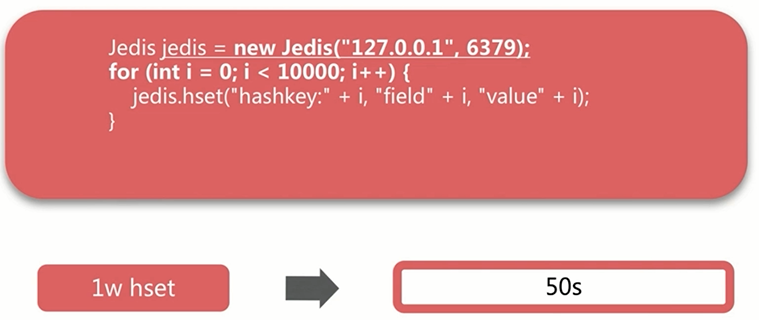 Jedis jedis = new Jedis("127.0.0.1", 6379);
for (int i = 0; i < 10000; i++) {
jedis.hset("hashkey:" + i, "field" + i, "value" + i);
}
1w hset
50s